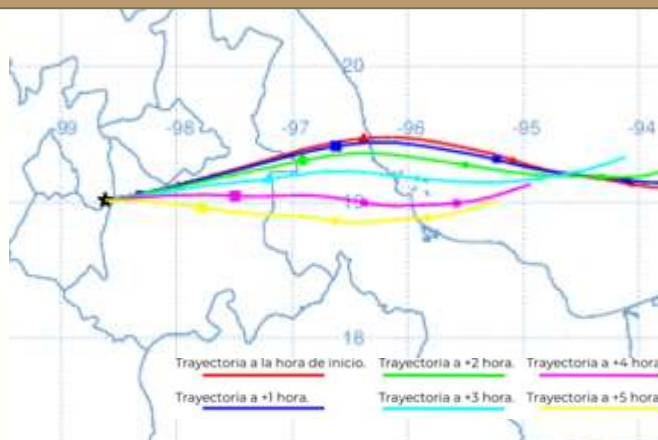 20
-99 -98 -97 -96 -95 -94
19
18
Trayectoria a la hora de inicio. Trayectoria a +2 hora. Trayectoria a +4 hora
Trayectoria a +1 hora. Trayectoria a +3 hora. Trayectoria a +5 hora